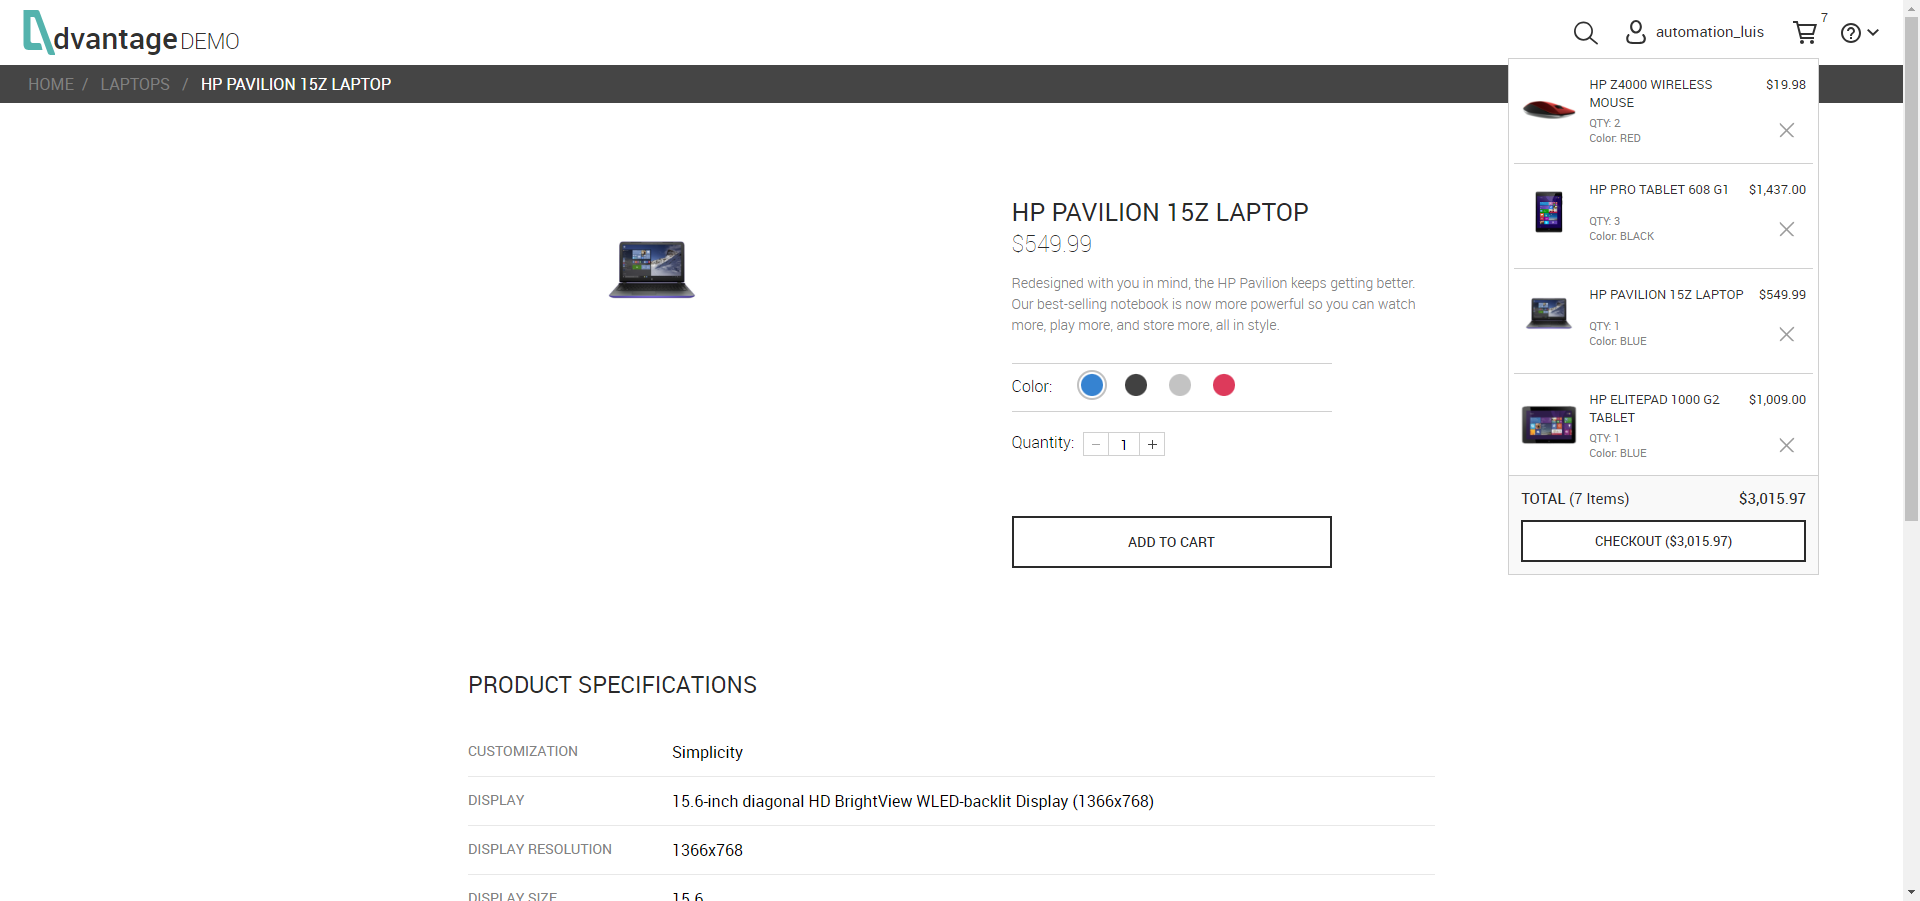 dvantage DEMO
automation_luis
7
HOME / LAPTOPS / HP PAVILION 15Z LAPTOP
HP Z4000 WIRELESS
MOUSE
$19.98
QTY: 2
Color: RED
HP PRO TABLET 608 G1
$1,437.00
QTY: 3
Color: BLACK
HP PAVILION 15Z LAPTOP
$549.99
QTY: 1
Color: BLUE
HP ELITEPAD 1000 G2
TABLET
$1,009.00
QTY: 1
Color: BLUE
TOTAL (7 Items)
$3,015.97
CHECKOUT ($3,015.97)
HP PAVILION 15Z LAPTOP
$549.99
Redesigned with you in mind, the HP Pavilion keeps getting better.
Our best-selling notebook is now more powerful so you can watch
more, play more, and store more, all in style.
Color:
Quantity:
1
ADD TO CART
PRODUCT SPECIFICATIONS
CUSTOMIZATION Simplicity
DISPLAY 15.6-inch diagonal HD BrightView WLED-backlit Display (1366x768)
DISPLAY RESOLUTION 1366x768
DISPLAY SIZE 15.6